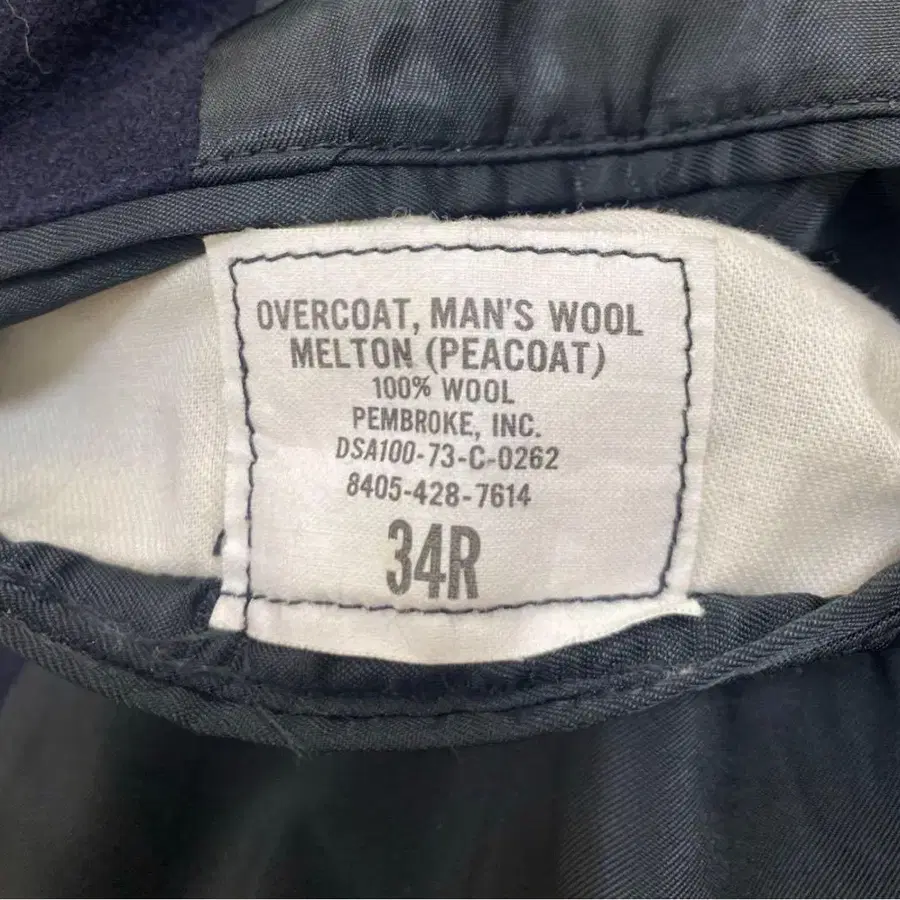 OVERCOAT, MAN'S WOOL
MELTON (PEACOAT)
100% WOOL
PEMBROKE, INC.
DSA100-73-C-0262
8405-428-7614
34R